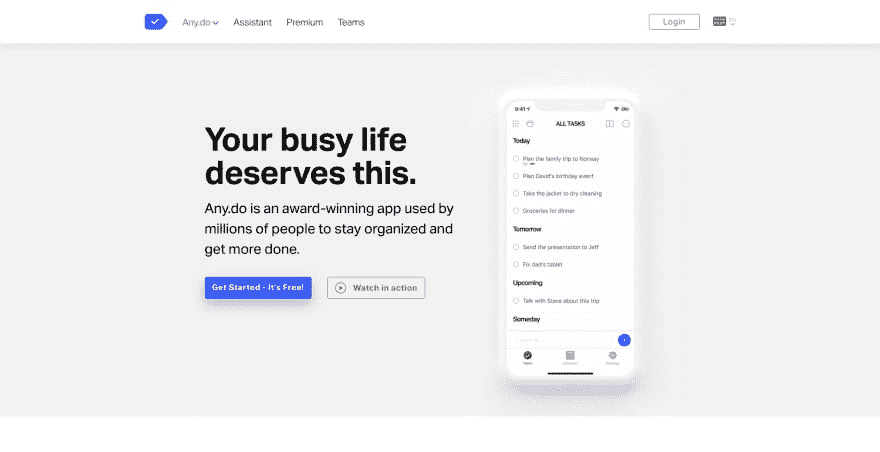 Any.do
Assistant
Premium
Teams
Login
Your busy life
deserves this.
Any.do is an award-winning app used by
millions of people to stay organized and
get more done.
Get Started - It's Free!
Watch in action
9:41
ALL TASKS
Today
Plan the family trip to Norway
Plan David's birthday event
Take the jacket to dry cleaning
Groceries for dinner
Tomorrow
Send the presentation to Jeff
Fix dad's tablet
Upcoming
Talk with Steve about this trip
Someday
Tasks
Calendar
Settings